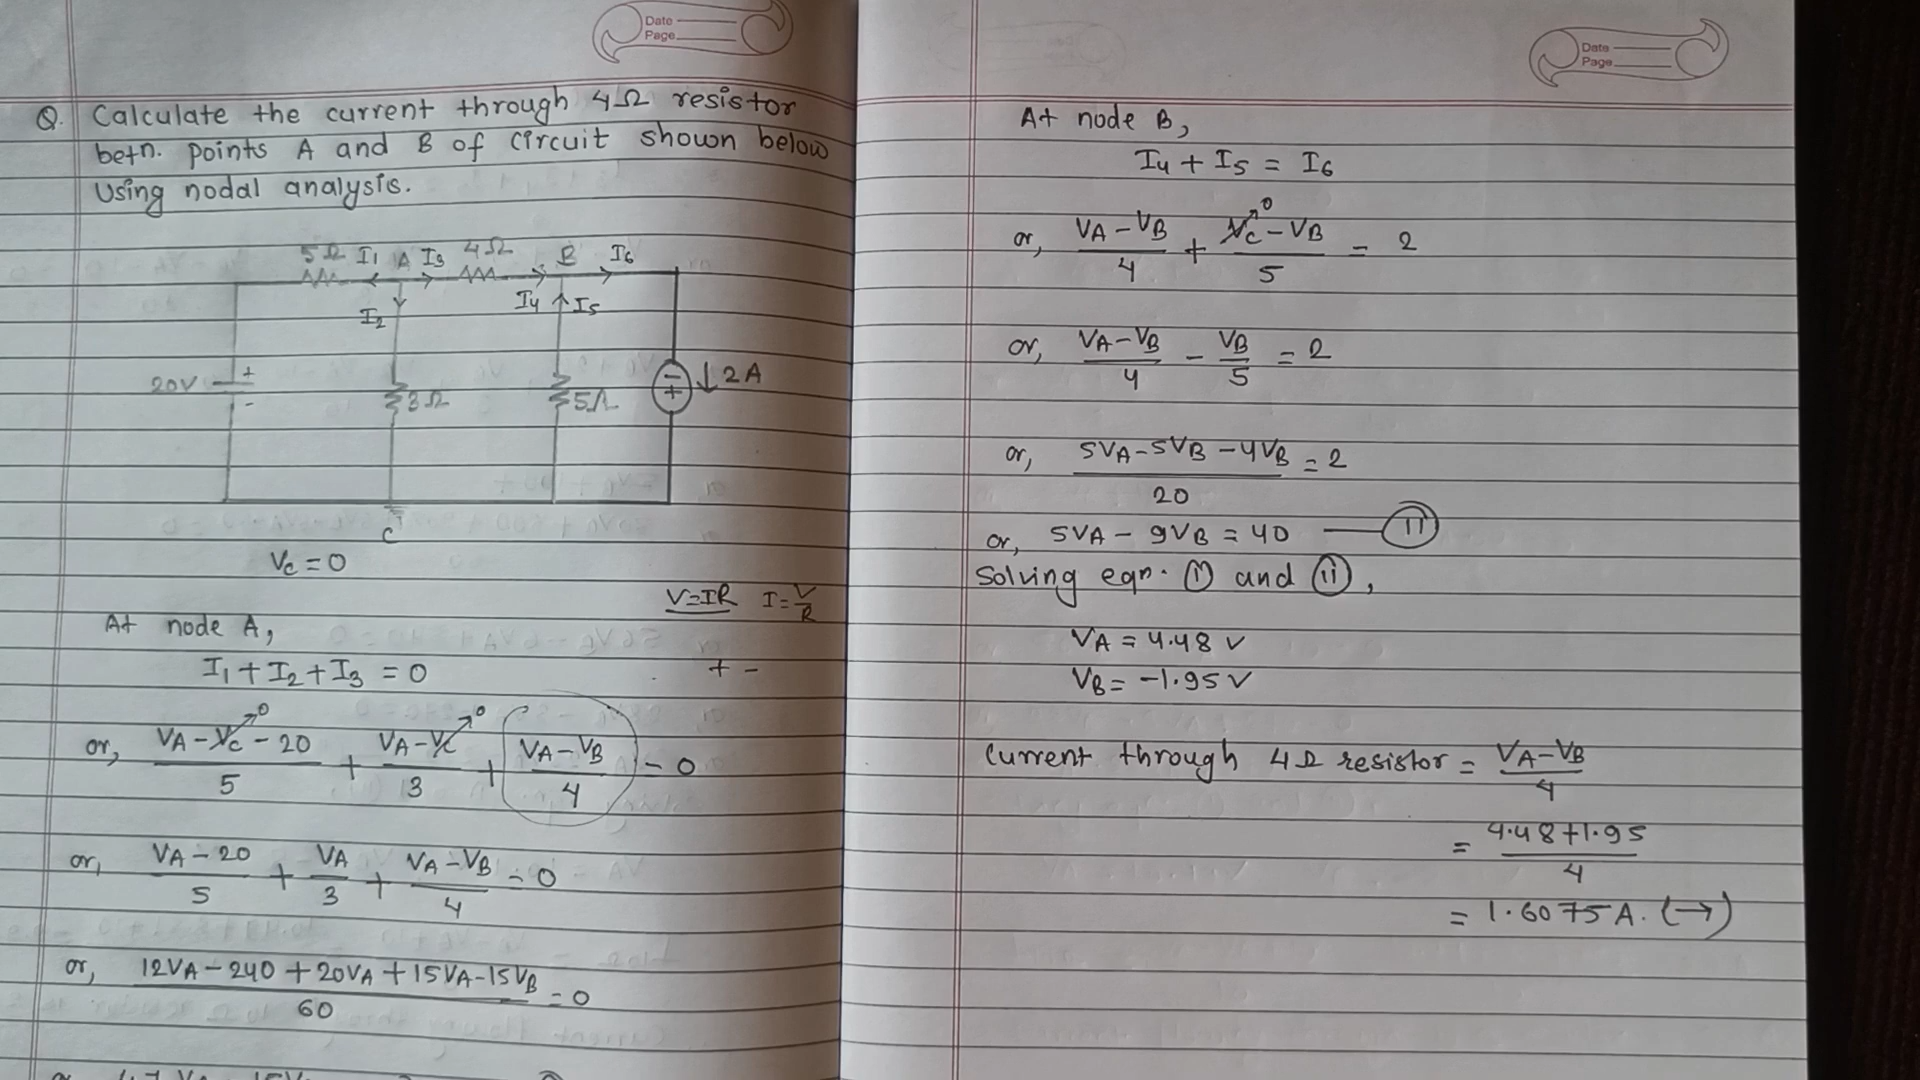 Date
Page
Q. Calculate the current through 4Ω resistor
betn. points A and B of circuit shown below
Using nodal analysis.
5Ω I₁ A I₃ 4Ω B I₆
I₂ I₄ I₅
20V + - 3Ω 5Ω - + 2A
C
Vc = 0
V=IR I=V/R
At node A,
I₁ + I₂ + I₃ = 0
+ -
or, (VA - Vc - 20)/5 + (VA - Vc)/3 + (VA - VB)/4 = 0
0 0
or, (VA - 20)/5 + VA/3 + (VA - VB)/4 = 0
or, (12VA - 240 + 20VA + 15VA - 15VB)/60 = 0
Date
Page
At node B,
I₄ + I₅ = I₆
or, (VA - VB)/4 + (Vc - VB)/5 = 2
0
or, (VA - VB)/4 - VB/5 = 2
or, (5VA - 5VB - 4VB)/20 = 2
or, 5VA - 9VB = 40 — (II)
Solving eqn. (I) and (ii),
VA = 4.48 V
VB = -1.95 V
Current through 4Ω resistor = (VA - VB)/4
= (4.48 + 1.95)/4
= 1.6075 A. (→)